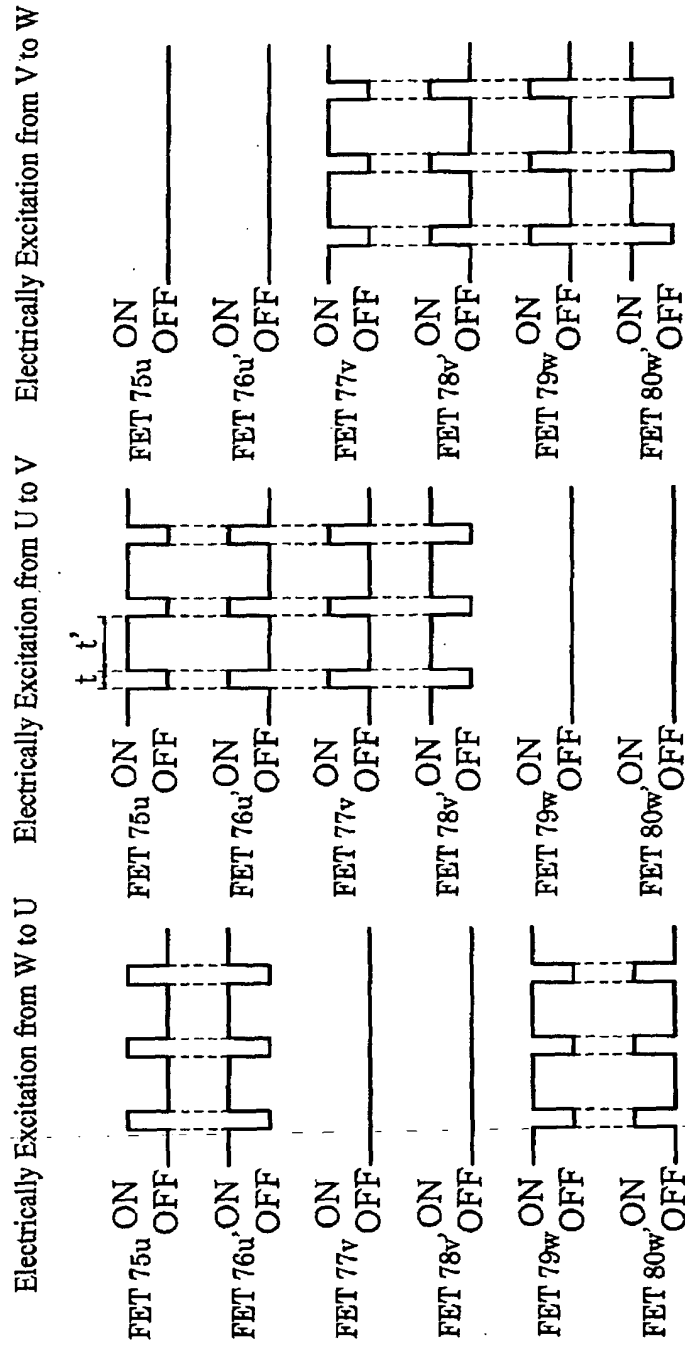 Electrically Excitation from W to U
FET 75u ON
OFF
FET 76u' ON
OFF
FET 77v ON
OFF
FET 78v' ON
OFF
FET 79w ON
OFF
FET 80w' ON
OFF
Electrically Excitation from U to V
t t'
FET 75u ON
OFF
FET 76u' ON
OFF
FET 77v ON
OFF
FET 78v' ON
OFF
FET 79w ON
OFF
FET 80w' ON
OFF
Electrically Excitation from V to W
FET 75u ON
OFF
FET 76u' ON
OFF
FET 77v ON
OFF
FET 78v' ON
OFF
FET 79w ON
OFF
FET 80w' ON
OFF